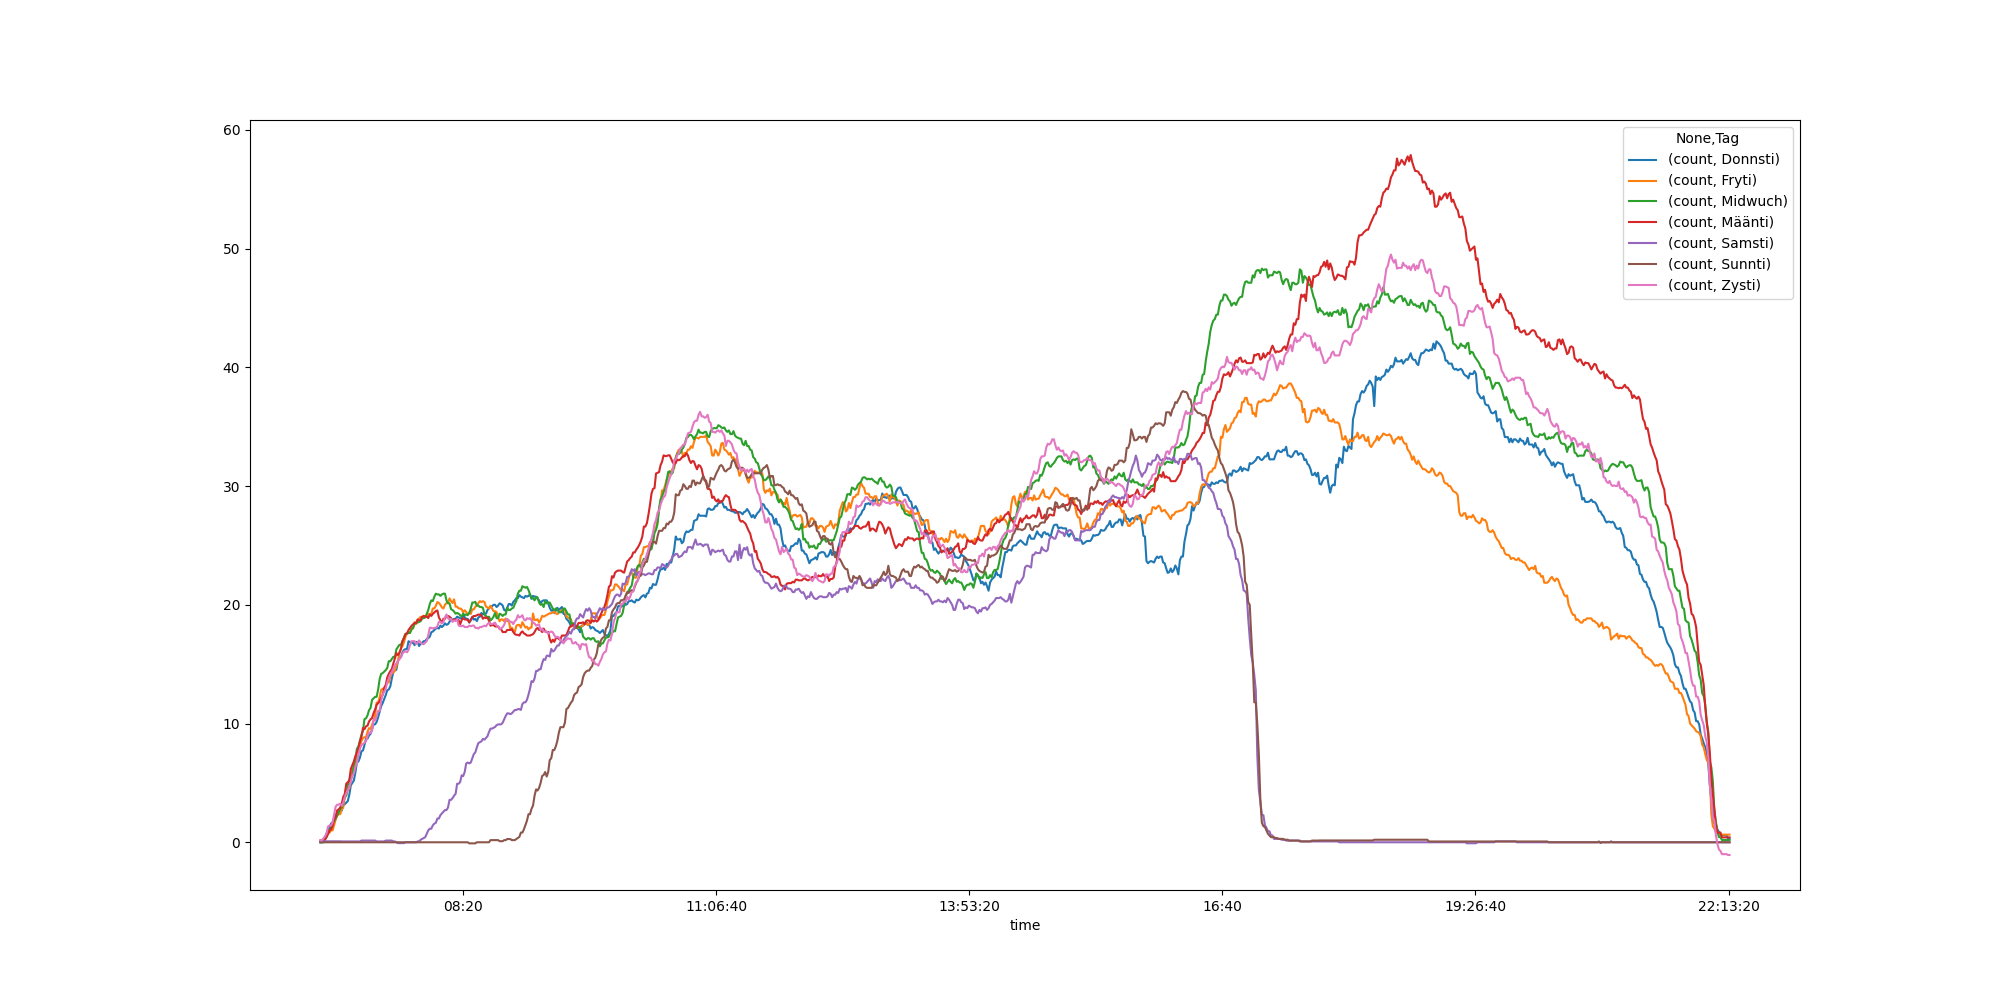 None,Tag
(count, Donnsti)
(count, Fryti)
(count, Midwuch)
(count, Määnti)
(count, Samsti)
(count, Sunnti)
(count, Zysti)
60
50
40
30
20
10
0
08:20 11:06:40 13:53:20 16:40 19:26:40 22:13:20
time